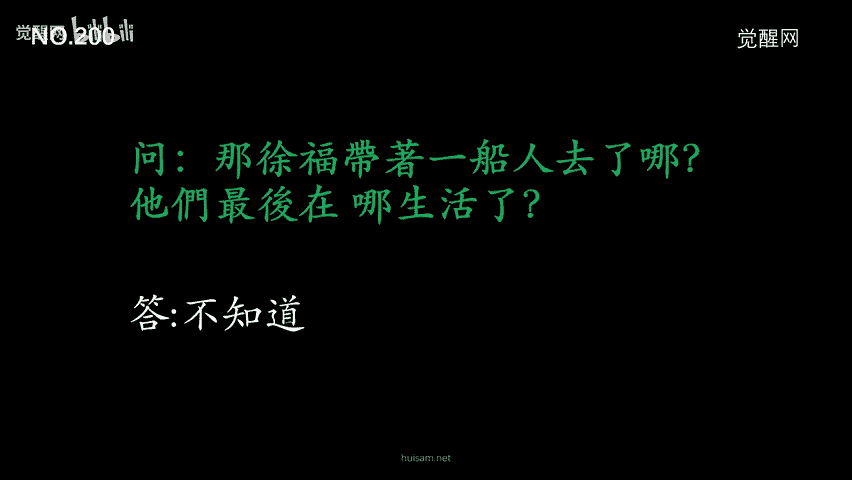 觉醒网 bilibili
NO.200
觉醒网
问：那徐福帶著一船人去了哪?
他們最後在 哪生活了?
答:不知道
huisam.net